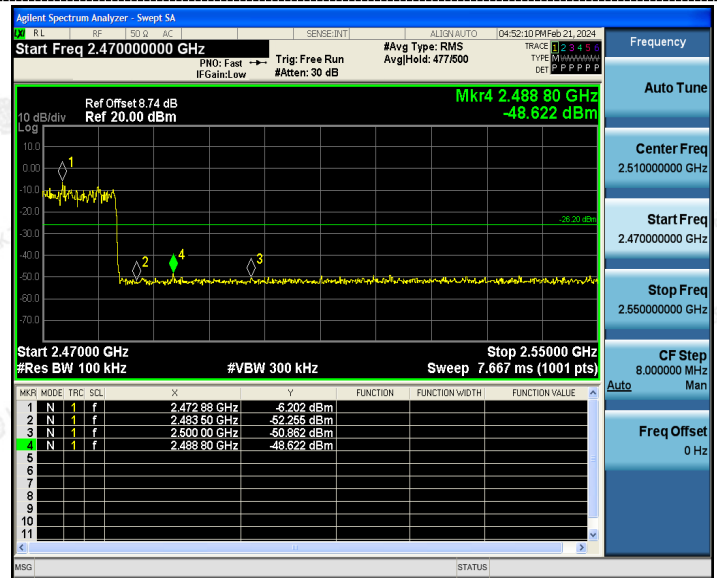 Agilent Spectrum Analyzer - Swept SA
LXI RL RF 50 Ω AC SENSE:INT ALIGN AUTO 04:52:10 PM Feb 21, 2024
Start Freq 2.470000000 GHz
PNO: Fast
IFGain:Low
Trig: Free Run
#Atten: 30 dB
#Avg Type: RMS
Avg|Hold: 477/500
TRACE 1 2 3 4 5 6
TYPE MWWWWW
DET P P P P P P
Ref Offset 8.74 dB
10 dB/div Ref 20.00 dBm
Log
Mkr4 2.488 80 GHz
-48.622 dBm
10.0
0.00
-10.0
-20.0
-30.0
-40.0
-50.0
-60.0
-70.0
1
2
4
3
-26.20 dBm
Start 2.47000 GHz Stop 2.55000 GHz
#Res BW 100 kHz #VBW 300 kHz Sweep 7.667 ms (1001 pts)
MKR MODE TRC SCL X Y FUNCTION FUNCTION WIDTH FUNCTION VALUE
1 N 1 f 2.472 88 GHz -6.202 dBm
2 N 1 f 2.483 50 GHz -52.255 dBm
3 N 1 f 2.500 00 GHz -50.862 dBm
4 N 1 f 2.488 80 GHz -48.622 dBm
5
6
7
8
9
10
11
MSG STATUS
Frequency
Auto Tune
Center Freq
2.510000000 GHz
Start Freq
2.470000000 GHz
Stop Freq
2.550000000 GHz
CF Step
8.000000 MHz
Auto Man
Freq Offset
0 Hz